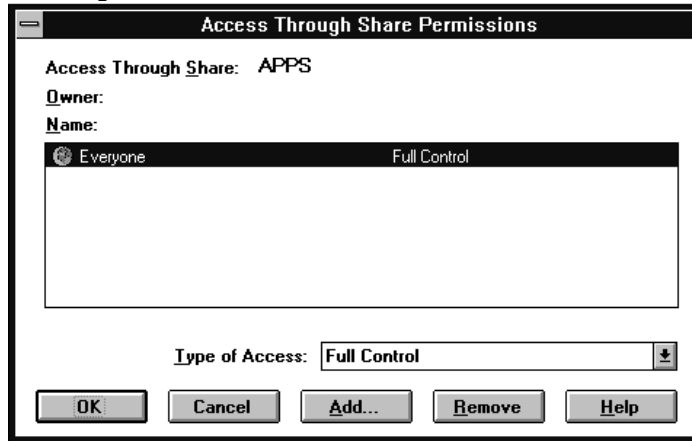 Access Through Share Permissions
Access Through Share: APPS
Owner:
Name:
Everyone Full Control
Type of Access: Full Control
OK Cancel Add... Remove Help